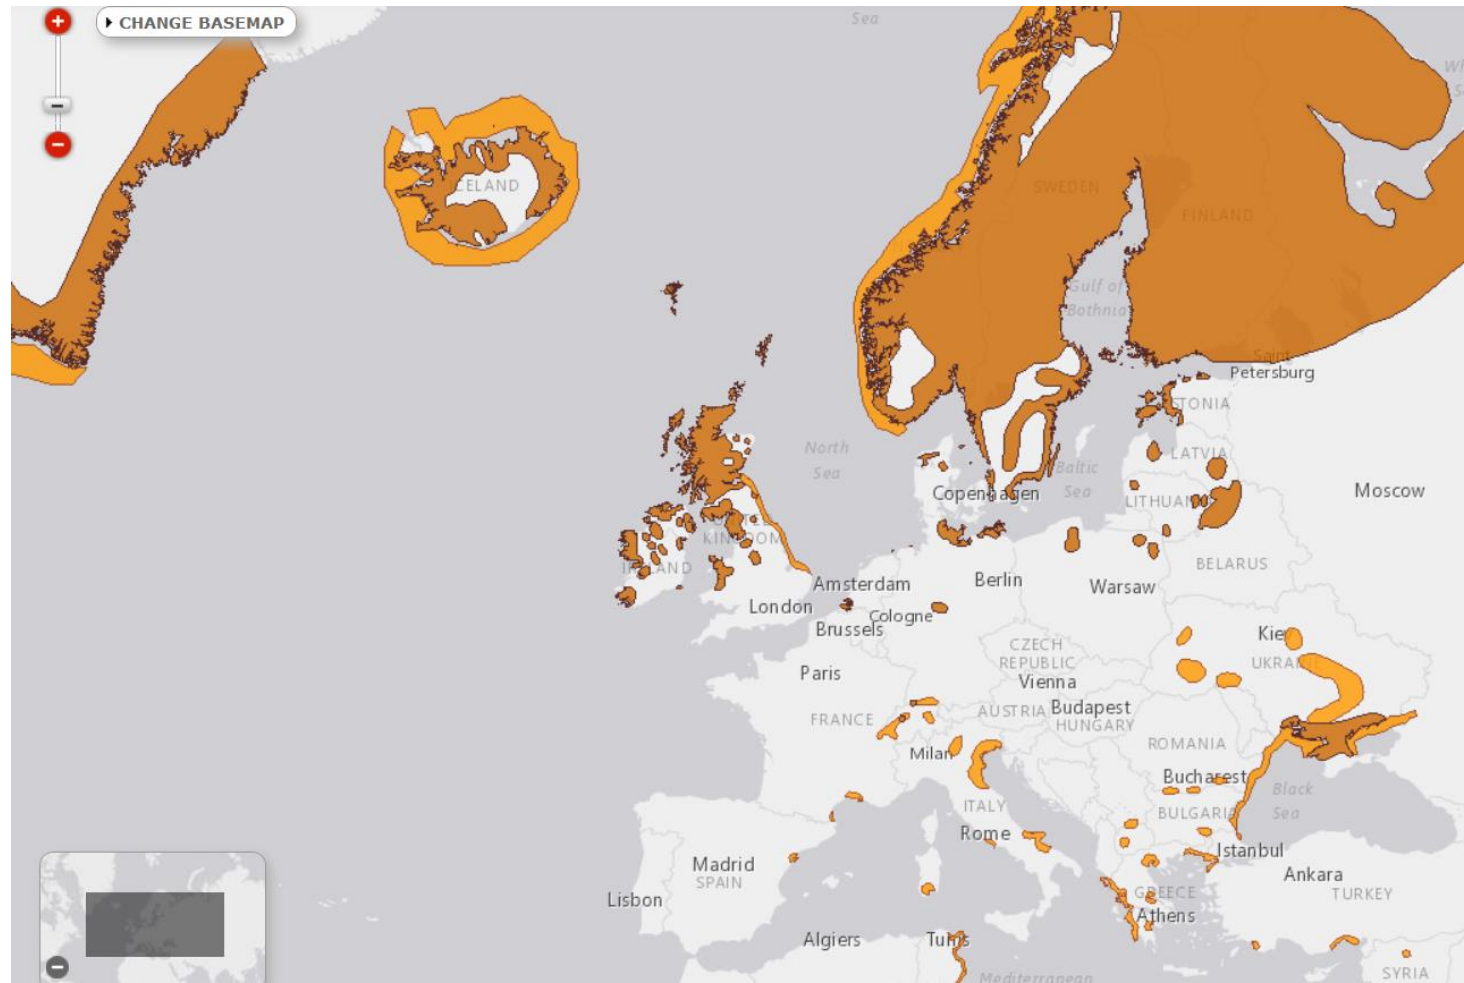 CHANGE BASEMAP
Sea
ICELAND
SWEDEN
FINLAND
Gulf of
Bothnia
Saint
Petersburg
STONIA
North
Sea
LATVIA
Baltic
Sea
Copenhagen
Moscow
LITHUAN
KINGDOM
BELARUS
IRELAND
Amsterdam
Berlin
Warsaw
London
Cologne
Brussels
Kiev
CZECH
REPUBLIC
UKRAINE
Paris
Vienna
AUSTRIA
Budapest
HUNGARY
FRANCE
ROMANIA
Milan
Bucharest
Black
Sea
ITALY
BULGARIA
Rome
Istanbul
Madrid
SPAIN
Ankara
TURKEY
GREECE
Lisbon
Athens
Algiers
Tunis
Mediterranean
SYRIA